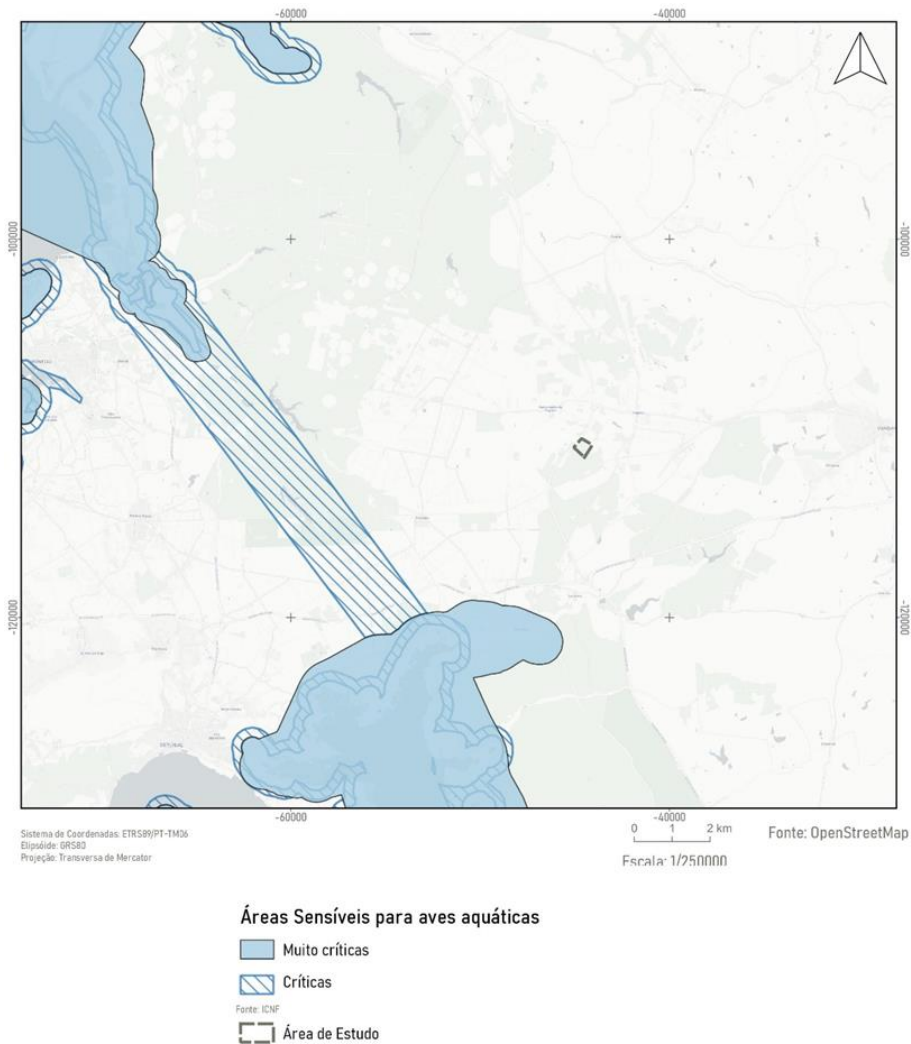 -60000
-40000
-100000
-100000
-120000
-120000
SETÚBAL
-60000
-40000
Sistema de Coordenadas: ETRS89/PT-TM06
Elipsóide: GRS80
Projeção: Transversa de Mercator
0 1 2 km
Escala: 1/250000
Fonte: OpenStreetMap
Áreas Sensíveis para aves aquáticas
Muito críticas
Críticas
Fonte: ICNF
Área de Estudo